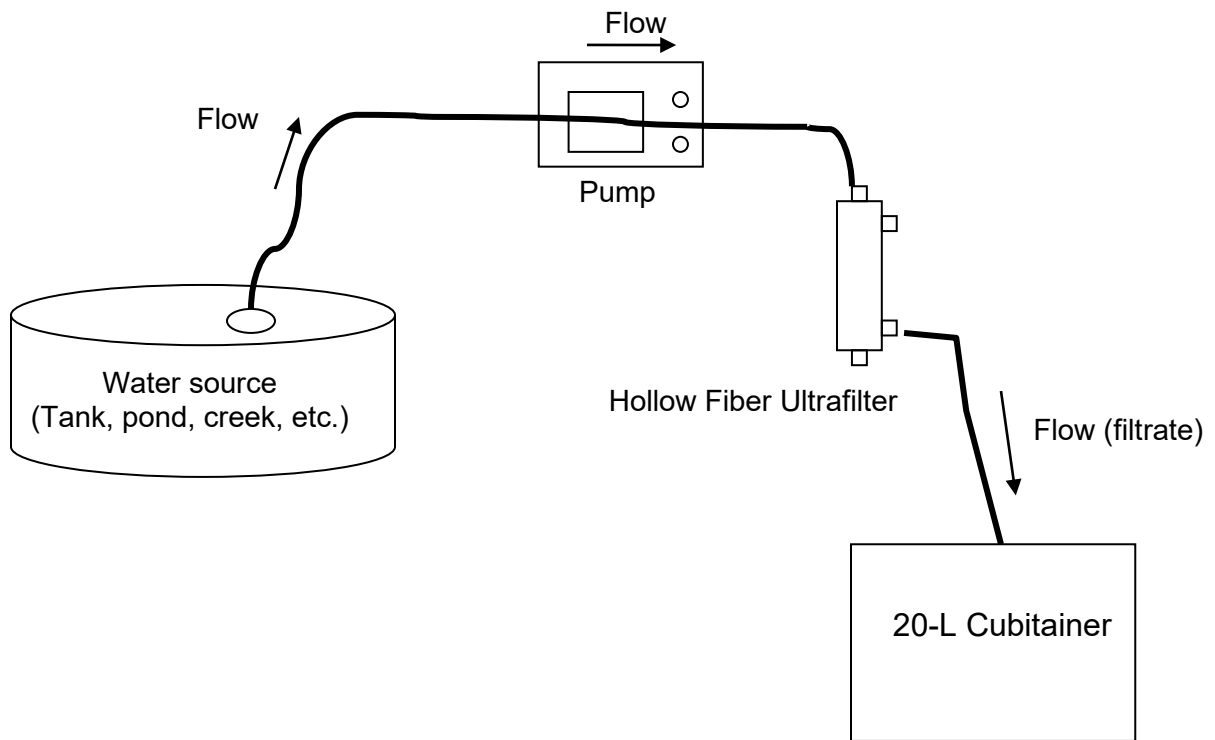 Flow
Flow
Pump
Water source
(Tank, pond, creek, etc.)
Hollow Fiber Ultrafilter
Flow (filtrate)
20-L Cubitainer